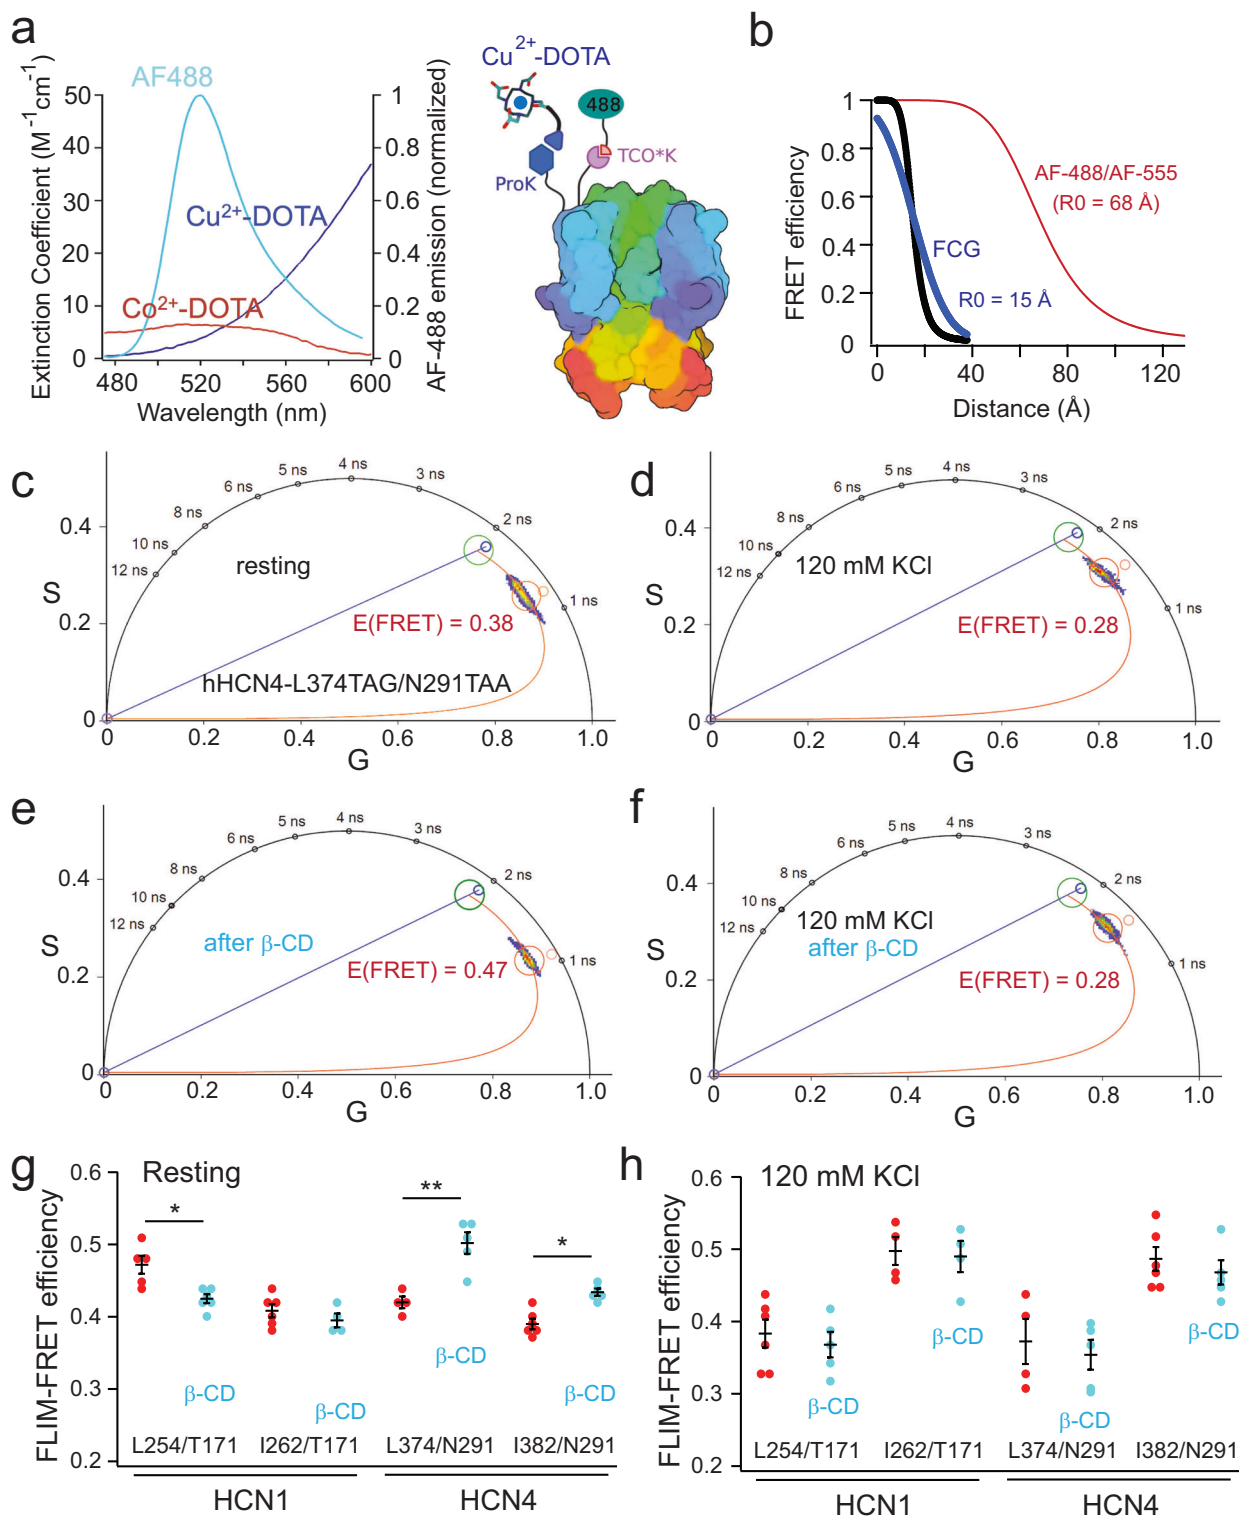 a
Cu2+-DOTA
AF488
Extinction Coefficient (M-1cm-1)
50
40
30
20
10
0
Cu2+-DOTA
Co2+-DOTA
1
0.8
0.6
0.4
0.2
0
AF-488 emission (normalized)
480
520
560
600
Wavelength (nm)
488
ProK
TCO*K
b
FRET efficiency
1
0.8
0.6
0.4
0.2
0
AF-488/AF-555
(R0 = 68 Å)
FCG
R0 = 15 Å
0
40
80
120
Distance (Å)
c
12 ns
10 ns
8 ns
6 ns
5 ns
4 ns
3 ns
2 ns
1 ns
resting
E(FRET) = 0.38
hHCN4-L374TAG/N291TAA
S
0.4
0.2
0
0
0.2
0.4
0.6
0.8
1.0
G
d
12 ns
10 ns
8 ns
6 ns
5 ns
4 ns
3 ns
2 ns
1 ns
120 mM KCl
E(FRET) = 0.28
S
0.4
0.2
0
0
0.2
0.4
0.6
0.8
1.0
G
e
12 ns
10 ns
8 ns
6 ns
5 ns
4 ns
3 ns
2 ns
1 ns
after β-CD
E(FRET) = 0.47
S
0.4
0.2
0
0
0.2
0.4
0.6
0.8
1.0
G
f
12 ns
10 ns
8 ns
6 ns
5 ns
4 ns
3 ns
2 ns
1 ns
120 mM KCl
after β-CD
E(FRET) = 0.28
S
0.4
0.2
0
0
0.2
0.4
0.6
0.8
1.0
G
g
Resting
FLIM-FRET efficiency
0.6
0.5
0.4
0.3
0.2
*
**
*
β-CD
β-CD
β-CD
β-CD
L254/T171
I262/T171
L374/N291
I382/N291
HCN1
HCN4
h
120 mM KCl
FLIM-FRET efficiency
0.6
0.5
0.4
0.3
0.2
β-CD
β-CD
β-CD
β-CD
L254/T171
I262/T171
L374/N291
I382/N291
HCN1
HCN4